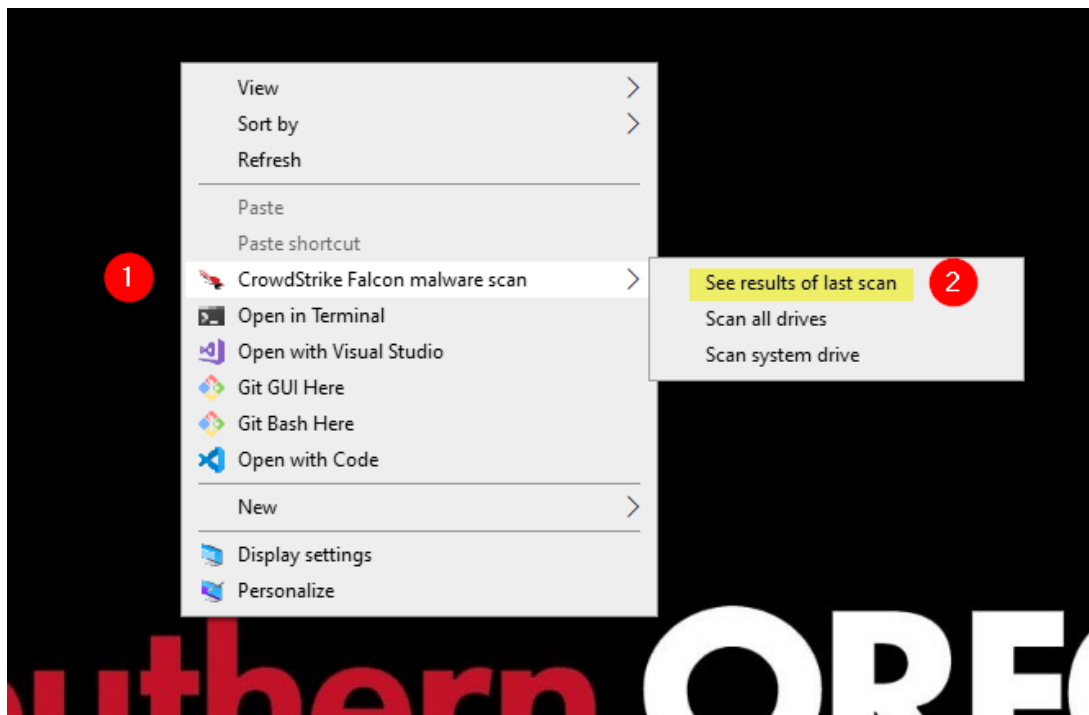 View
Sort by
Refresh
Paste
Paste shortcut
1
CrowdStrike Falcon malware scan
See results of last scan
2
Scan all drives
Scan system drive
Open in Terminal
Open with Visual Studio
Git GUI Here
Git Bash Here
Open with Code
New
Display settings
Personalize
outhern OREG